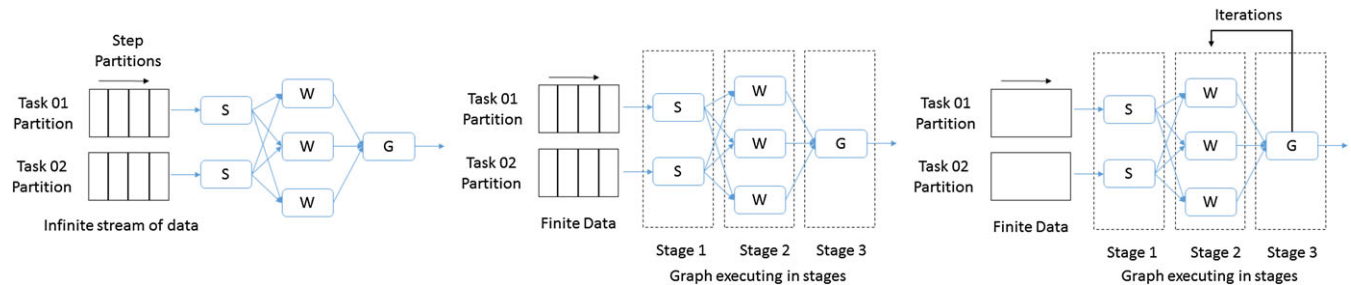 Step
Partitions
Task 01
Partition
Task 02
Partition
S
S
W
W
W
G
Infinite stream of data
Task 01
Partition
Task 02
Partition
S
S
W
W
W
G
Finite Data
Stage 1
Stage 2
Stage 3
Graph executing in stages
Iterations
Task 01
Partition
Task 02
Partition
S
S
W
W
W
G
Finite Data
Stage 1
Stage 2
Stage 3
Graph executing in stages